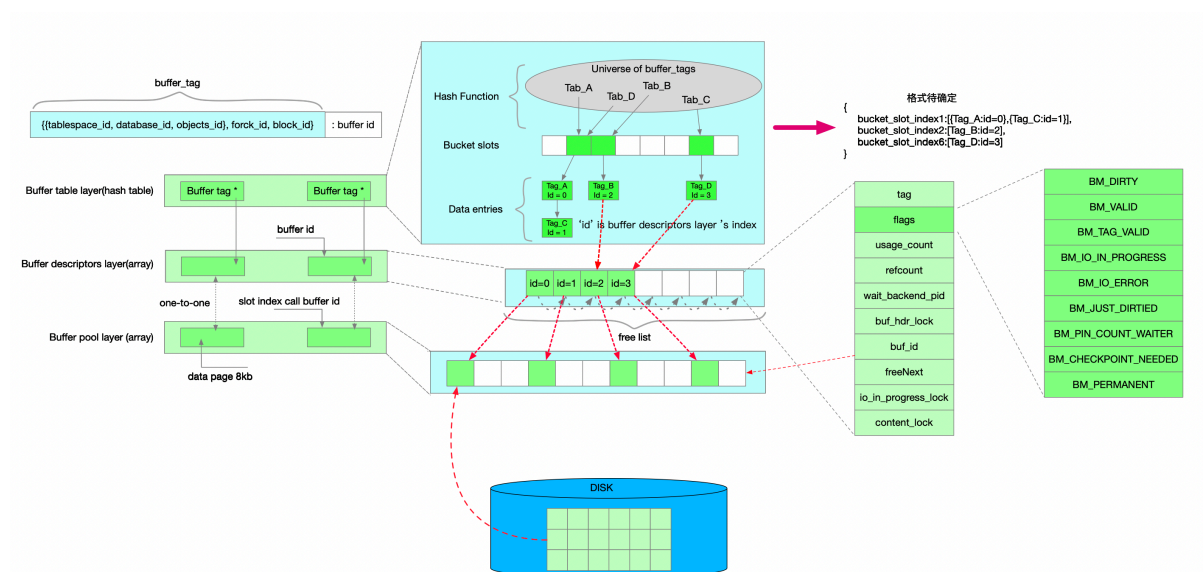 buffer_tag
{{tablespace_id, database_id, objects_id}, forck_id, block_id}
: buffer id
Buffer table layer(hash table)
Buffer tag *
Buffer tag *
buffer id
Buffer descriptors layer(array)
one-to-one
slot index call buffer id
Buffer pool layer (array)
data page 8kb
Universe of buffer_tags
Hash Function
Tab_A
Tab_D
Tab_B
Tab_C
Bucket slots
Data entries
Tag_A
Id = 0
Tag_B
Id = 2
Tag_D
Id = 3
Tag_C
Id = 1
‘id’ is buffer descriptors layer ’s index
id=0
id=1
id=2
id=3
free list
DISK
格式待确定
{
bucket_slot_index1:[{Tag_A:id=0},{Tag_C:id=1}],
bucket_slot_index2:[Tag_B:id=2],
bucket_slot_index6:[Tag_D:id=3]
}
tag
flags
usage_count
refcount
wait_backend_pid
buf_hdr_lock
buf_id
freeNext
io_in_progress_lock
content_lock
BM_DIRTY
BM_VALID
BM_TAG_VALID
BM_IO_IN_PROGRESS
BM_IO_ERROR
BM_JUST_DIRTIED
BM_PIN_COUNT_WAITER
BM_CHECKPOINT_NEEDED
BM_PERMANENT